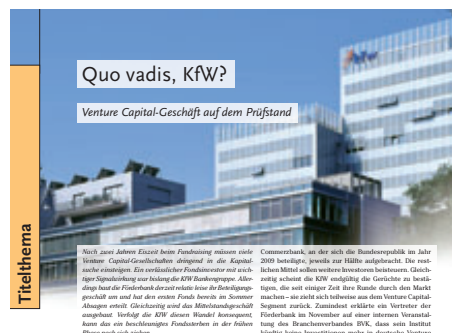 Quo vadis, KfW?
Venture Capital-Geschäft auf dem Prüfstand
Titelthema
Nach zwei Jahren Eiszeit beim Fundraising müssen viele
Venture Capital-Gesellschaften dringend in die Kapital-
suche einsteigen. Ein verlässlicher Fondsinvestor mit wich-
tiger Signalwirkung war bislang die KfW Bankengruppe. Aller-
dings baut die Förderbank derzeit relativ leise ihr Beteiligungs-
geschäft um und hat den ersten Fonds bereits im Sommer
Absagen erteilt. Gleichzeitig wird das Mittelstandsgeschäft
ausgebaut. Verfolgt die KfW diesen Wandel konsequent,
kann das ein beschleunigtes Fondssterben in der frühen
Commerzbank, an der sich die Bundesrepublik im Jahr
2009 beteiligte, jeweils zur Hälfte aufgebracht. Die rest-
lichen Mittel sollen weitere Investoren beisteuern. Gleich-
zeitig scheint die KfW endgültig die Gerüchte zu bestä-
tigen, die seit einiger Zeit ihre Runde durch den Markt
machen – sie zieht sich teilweise aus dem Venture Capital-
Segment zurück. Zumindest erklärte ein Vertreter der
Förderbank im November auf einer internen Veranstal-
tung des Branchenverbandes BVK, dass sein Institut